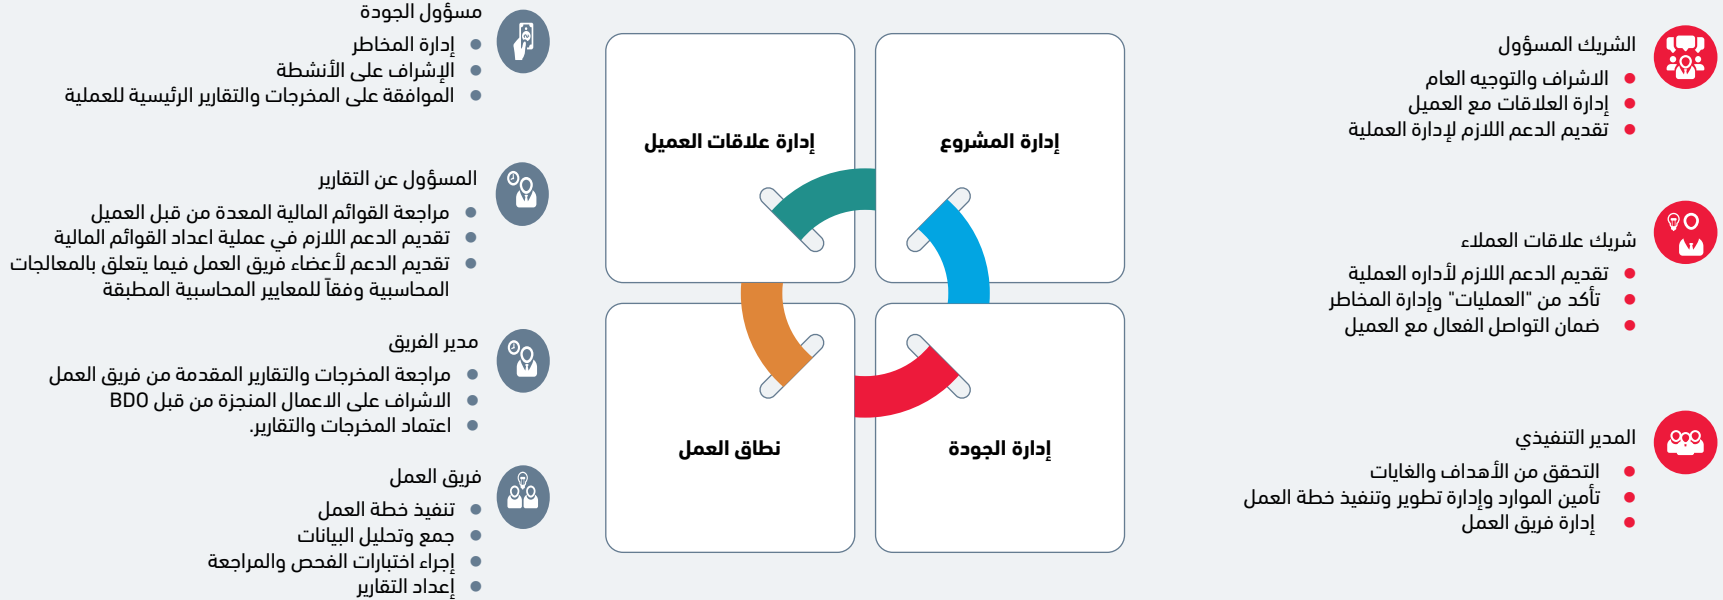 الشريك المسؤول
الاشراف والتوجيه العام
إدارة العلاقات مع العميل
تقديم الدعم اللازم لإدارة العملية
شريك علاقات العملاء
تقديم الدعم اللازم لأداره العملية
تأكد من "العمليات" وإدارة المخاطر
ضمان التواصل الفعال مع العميل
المدير التنفيذي
التحقق من الأهداف والغايات
تأمين الموارد وإدارة تطوير وتنفيذ خطة العمل
إدارة فريق العمل
إدارة المشروع
إدارة علاقات العميل
إدارة الجودة
نطاق العمل
مسؤول الجودة
إدارة المخاطر
الإشراف على الأنشطة
الموافقة على المخرجات والتقارير الرئيسية للعملية
المسؤول عن التقارير
مراجعة القوائم المالية المعدة من قبل العميل
تقديم الدعم اللازم في عملية اعداد القوائم المالية
تقديم الدعم لأعضاء فريق العمل فيما يتعلق بالمعالجات
المحاسبية وفقاً للمعايير المحاسبية المطبقة
مدير الفريق
مراجعة المخرجات والتقارير المقدمة من فريق العمل
الاشراف على الاعمال المنجزة من قبل BDO
اعتماد المخرجات والتقارير.
فريق العمل
تنفيذ خطة العمل
جمع وتحليل البيانات
إجراء اختبارات الفحص والمراجعة
إعداد التقارير